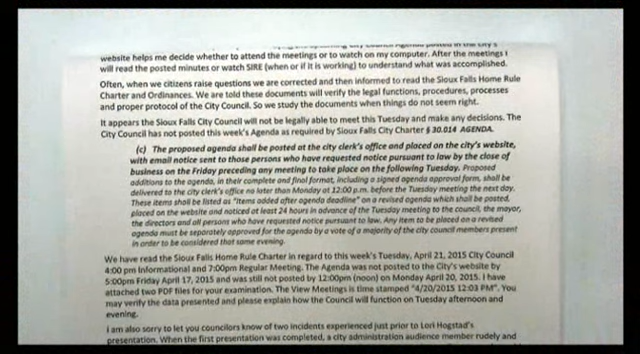 City Council Agenda posted in the City's
website helps me decide whether to attend the meetings or to watch on my computer. After the meetings I
will read the posted minutes or watch SIRE (when or if it is working) to understand what was accomplished.
Often, when we citizens raise questions we are corrected and then informed to read the Sioux Falls Home Rule
Charter and Ordinances. We are told these documents will verify the legal functions, procedures, processes
and proper protocol of the City Council. So we study the documents when things do not seem right.
It appears the Sioux Falls City Council will not be legally able to meet this Tuesday and make any decisions. The
City Council has not posted this week's Agenda as required by Sioux Falls City Charter § 30.014 AGENDA.
(c) The proposed agenda shall be posted at the city clerk's office and placed on the city's website,
with email notice sent to those persons who have requested notice pursuant to law by the close of
business on the Friday preceding any meeting to take place on the following Tuesday. Proposed
additions to the agenda, in their complete and final format, including a signed agenda approval form, shall be
delivered to the city clerk's office no later than Monday at 12:00 p.m. before the Tuesday meeting the next day.
These items shall be listed as "items added after agenda deadline" on a revised agenda which shall be posted,
placed on the website and noticed at least 24 hours in advance of the Tuesday meeting to the council, the mayor,
the directors and all persons who have requested notice pursuant to law. Any item to be placed on a revised
agenda must be separately approved for the agenda by a vote of a majority of the city council members present
in order to be considered that same evening.
We have read the Sioux Falls Home Rule Charter in regard to this week's Tuesday, April 21, 2015 City Council
4:00 pm Informational and 7:00pm Regular Meeting. The Agenda was not posted to the City's website by
5:00pm Friday April 17, 2015 and was still not posted by 12:00pm (noon) on Monday April 20, 2015. I have
attached two PDF files for your examination. The View Meetings is time stamped "4/20/2015 12:03 PM". You
may verify the data presented and please explain how the Council will function on Tuesday afternoon and
evening.
I am also sorry to let you councilors know of two incidents experienced just prior to Lori Hogstad's
presentation. When the first presentation was completed, a city administration audience member rudely and